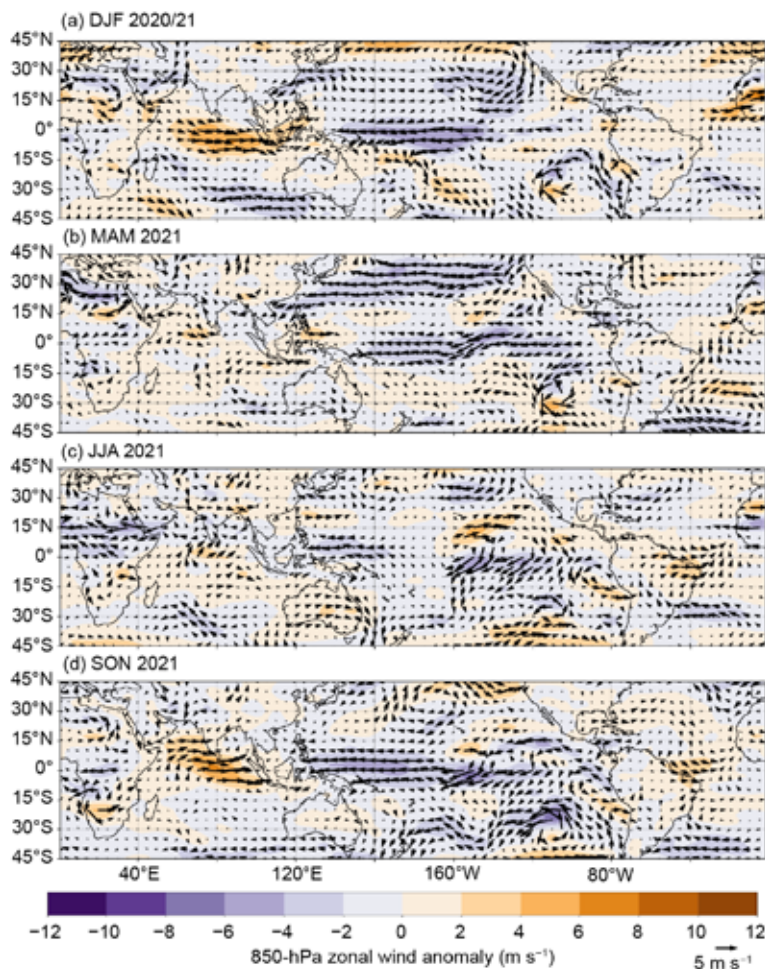 (a) DJF 2020/21
45°N
30°N
15°N
0°
15°S
30°S
45°S
(b) MAM 2021
45°N
30°N
15°N
0°
15°S
30°S
45°S
(c) JJA 2021
45°N
30°N
15°N
0°
15°S
30°S
45°S
(d) SON 2021
45°N
30°N
15°N
0°
15°S
30°S
45°S
40°E 120°E 160°W 80°W
−12 −10 −8 −6 −4 −2 0 2 4 6 8 10 12
850-hPa zonal wind anomaly (m s⁻¹) 5 m s⁻¹